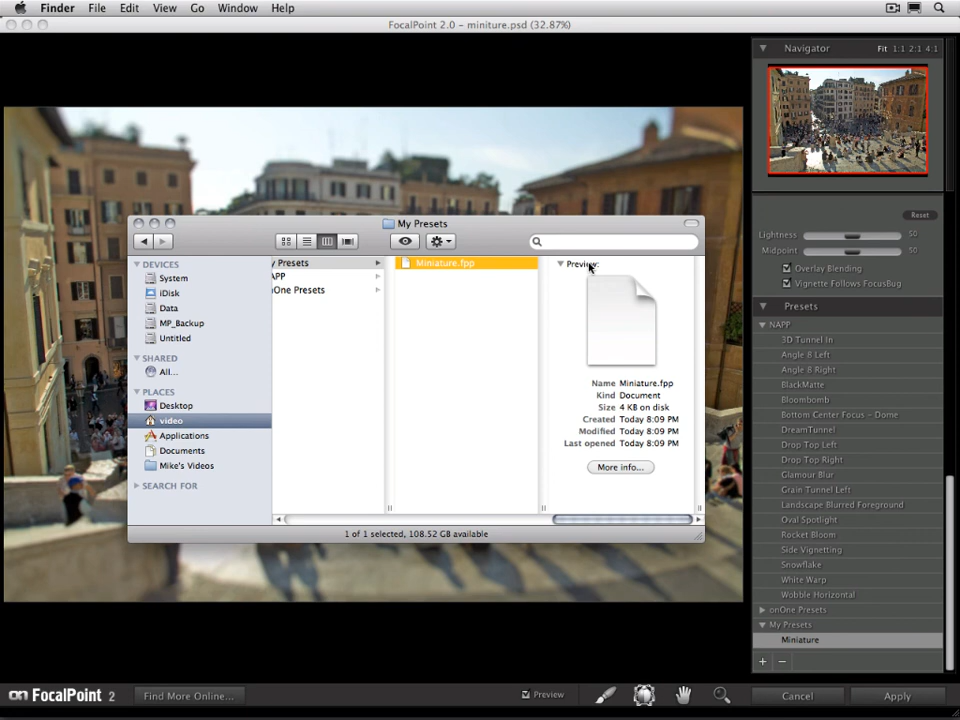 Finder File Edit View Go Window Help
FocalPoint 2.0 – miniture.psd (32.87%)
Navigator Fit 1:1 2:1 4:1
Reset
Lightness 50
Midpoint 50
Overlay Blending
Vignette Follows FocusBug
Presets
NAPP
3D Tunnel In
Angle 8 Left
Angle 8 Right
BlackMatte
Bloombomb
Bottom Center Focus – Dome
DreamTunnel
Drop Top Left
Drop Top Right
Glamour Blur
Grain Tunnel Left
Landscape Blurred Foreground
Oval Spotlight
Rocket Bloom
Side Vignetting
Snowflake
White Warp
Wobble Horizontal
onOne Presets
My Presets
Miniature
My Presets
DEVICES
System
iDisk
Data
MP_Backup
Untitled
SHARED
All...
PLACES
Desktop
video
Applications
Documents
Mike's Videos
SEARCH FOR
y Presets
APP
nOne Presets
Miniature.fpp
Preview:
Name Miniature.fpp
Kind Document
Size 4 KB on disk
Created Today 8:09 PM
Modified Today 8:09 PM
Last opened Today 8:09 PM
More info...
1 of 1 selected, 108.52 GB available
on FocalPoint 2
Find More Online...
Preview
Cancel
Apply